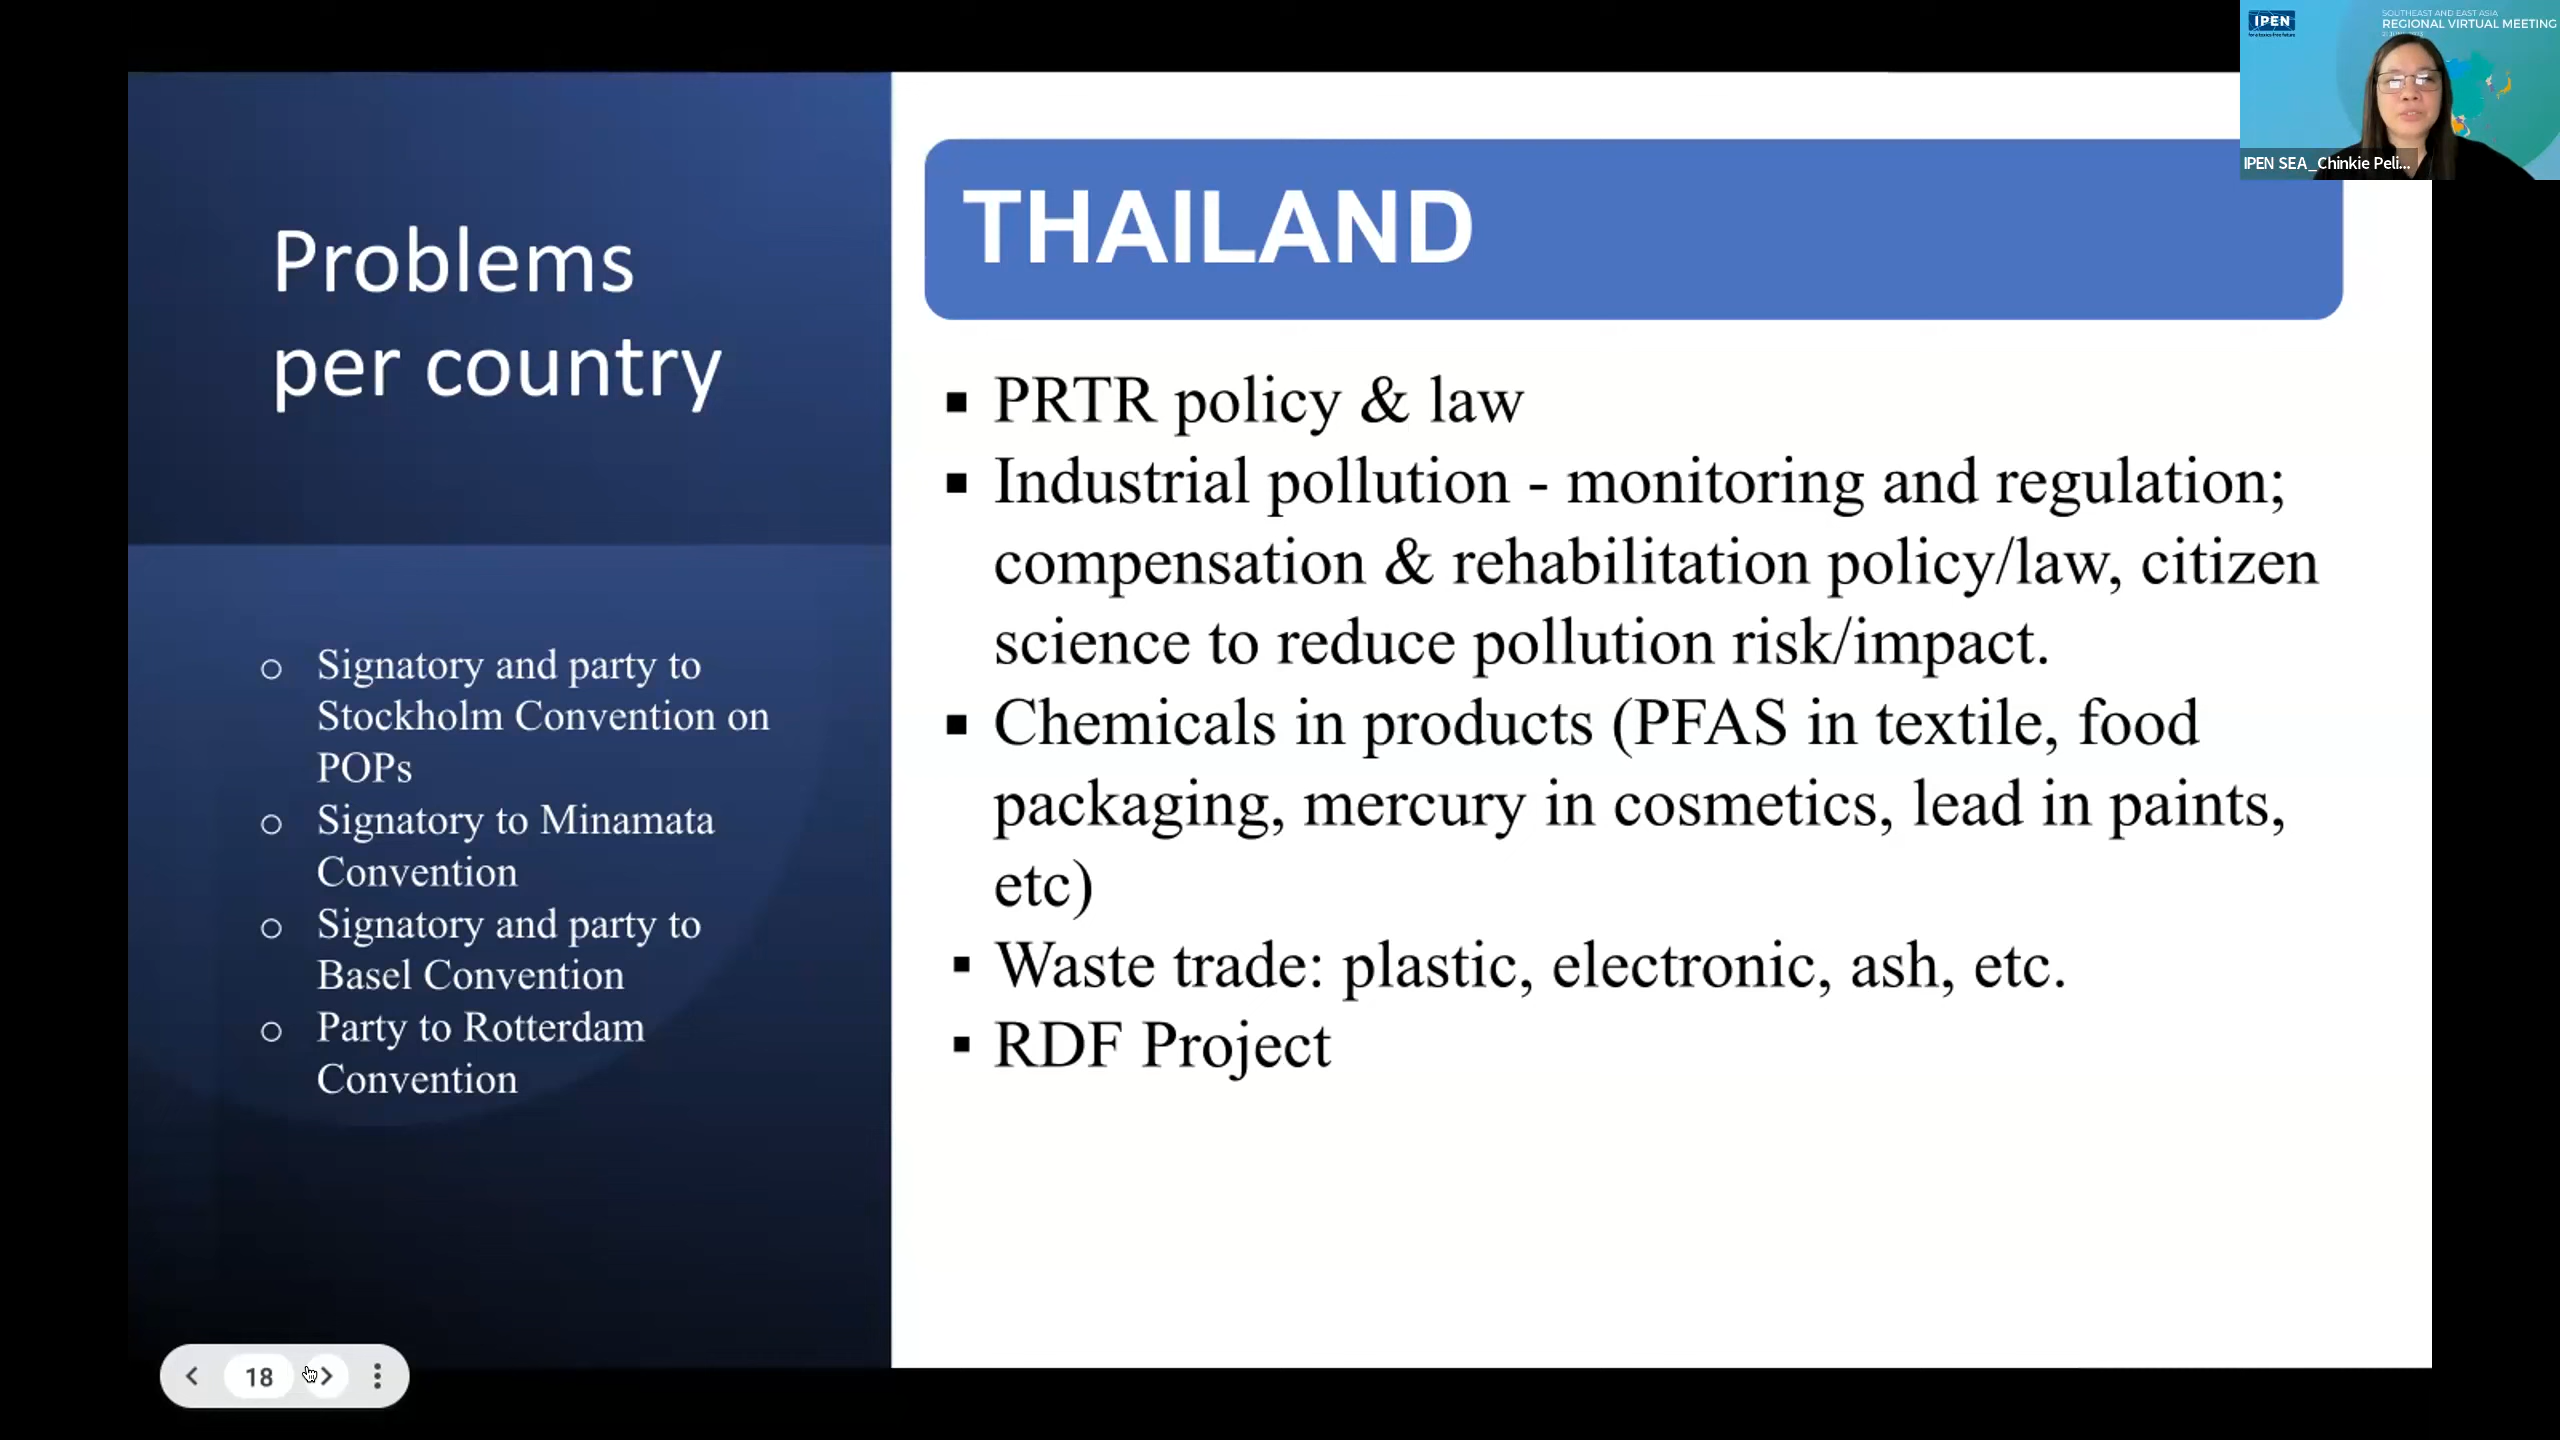 IPEN
SOUTHEAST AND EAST ASIA
REGIONAL VIRTUAL MEETING
IPEN SEA_Chinkie Peli...
Problems
per country
Signatory and party to
Stockholm Convention on
POPs
Signatory to Minamata
Convention
Signatory and party to
Basel Convention
Party to Rotterdam
Convention
THAILAND
PRTR policy & law
Industrial pollution - monitoring and regulation;
compensation & rehabilitation policy/law, citizen
science to reduce pollution risk/impact.
Chemicals in products (PFAS in textile, food
packaging, mercury in cosmetics, lead in paints,
etc)
Waste trade: plastic, electronic, ash, etc.
RDF Project
18